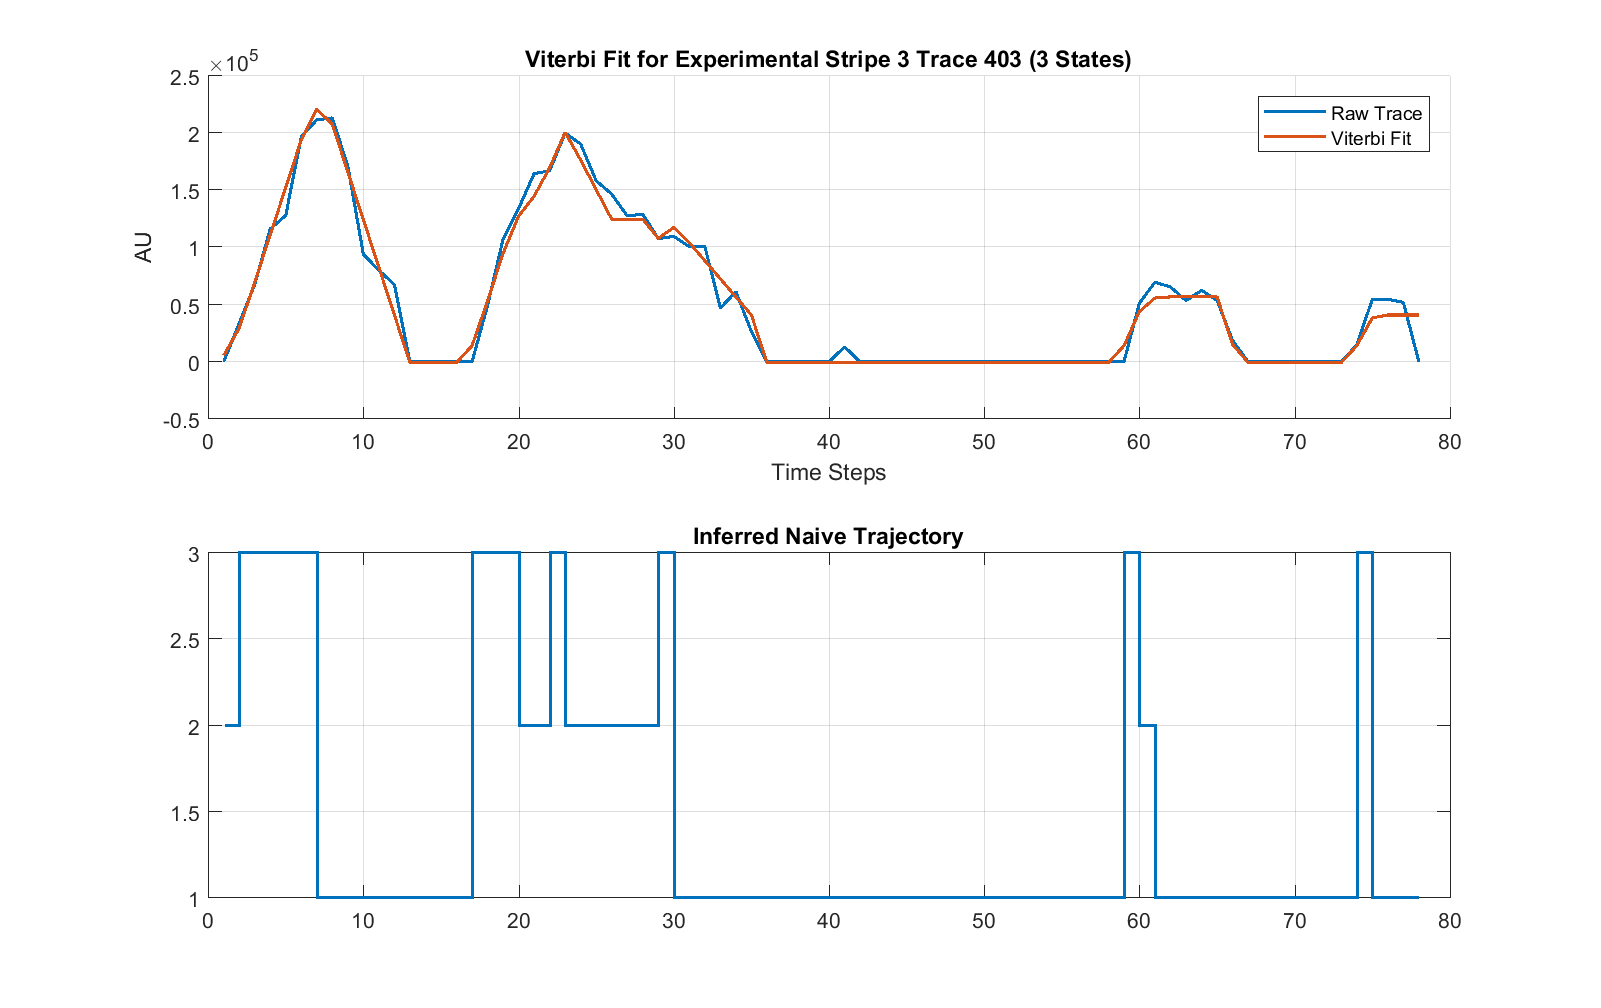 Viterbi Fit for Experimental Stripe 3 Trace 403 (3 States)
×10^5
2.5
2
1.5
1
0.5
0
-0.5
AU
Raw Trace
Viterbi Fit
0 10 20 30 40 50 60 70 80
Time Steps
Inferred Naive Trajectory
3
2.5
2
1.5
1
0 10 20 30 40 50 60 70 80